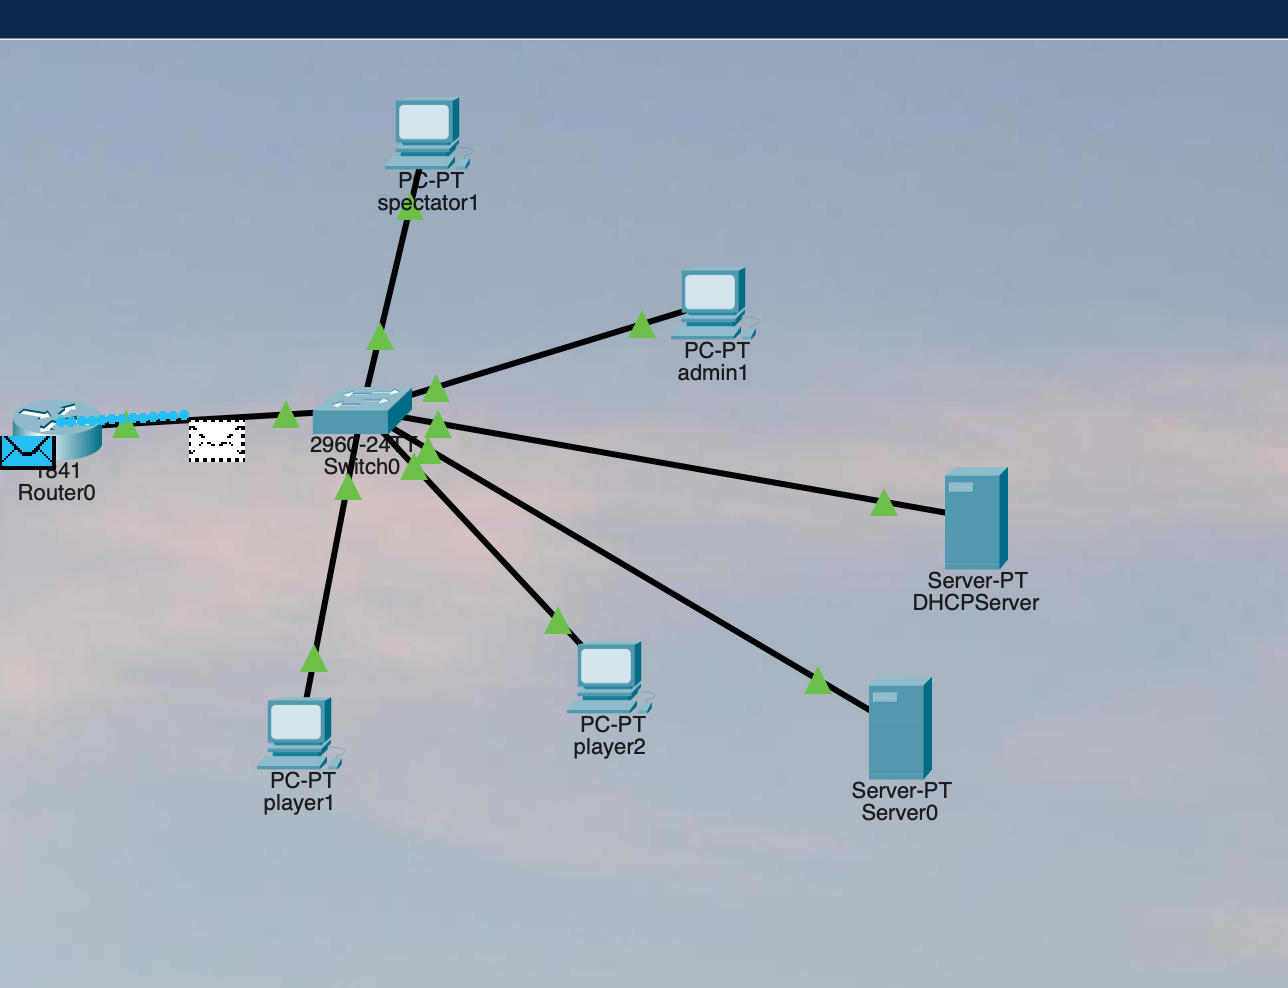 PC-PT
spectator1
PC-PT
admin1
2960-24TT
Switch0
1841
Router0
Server-PT
DHCPServer
PC-PT
player2
PC-PT
player1
Server-PT
Server0